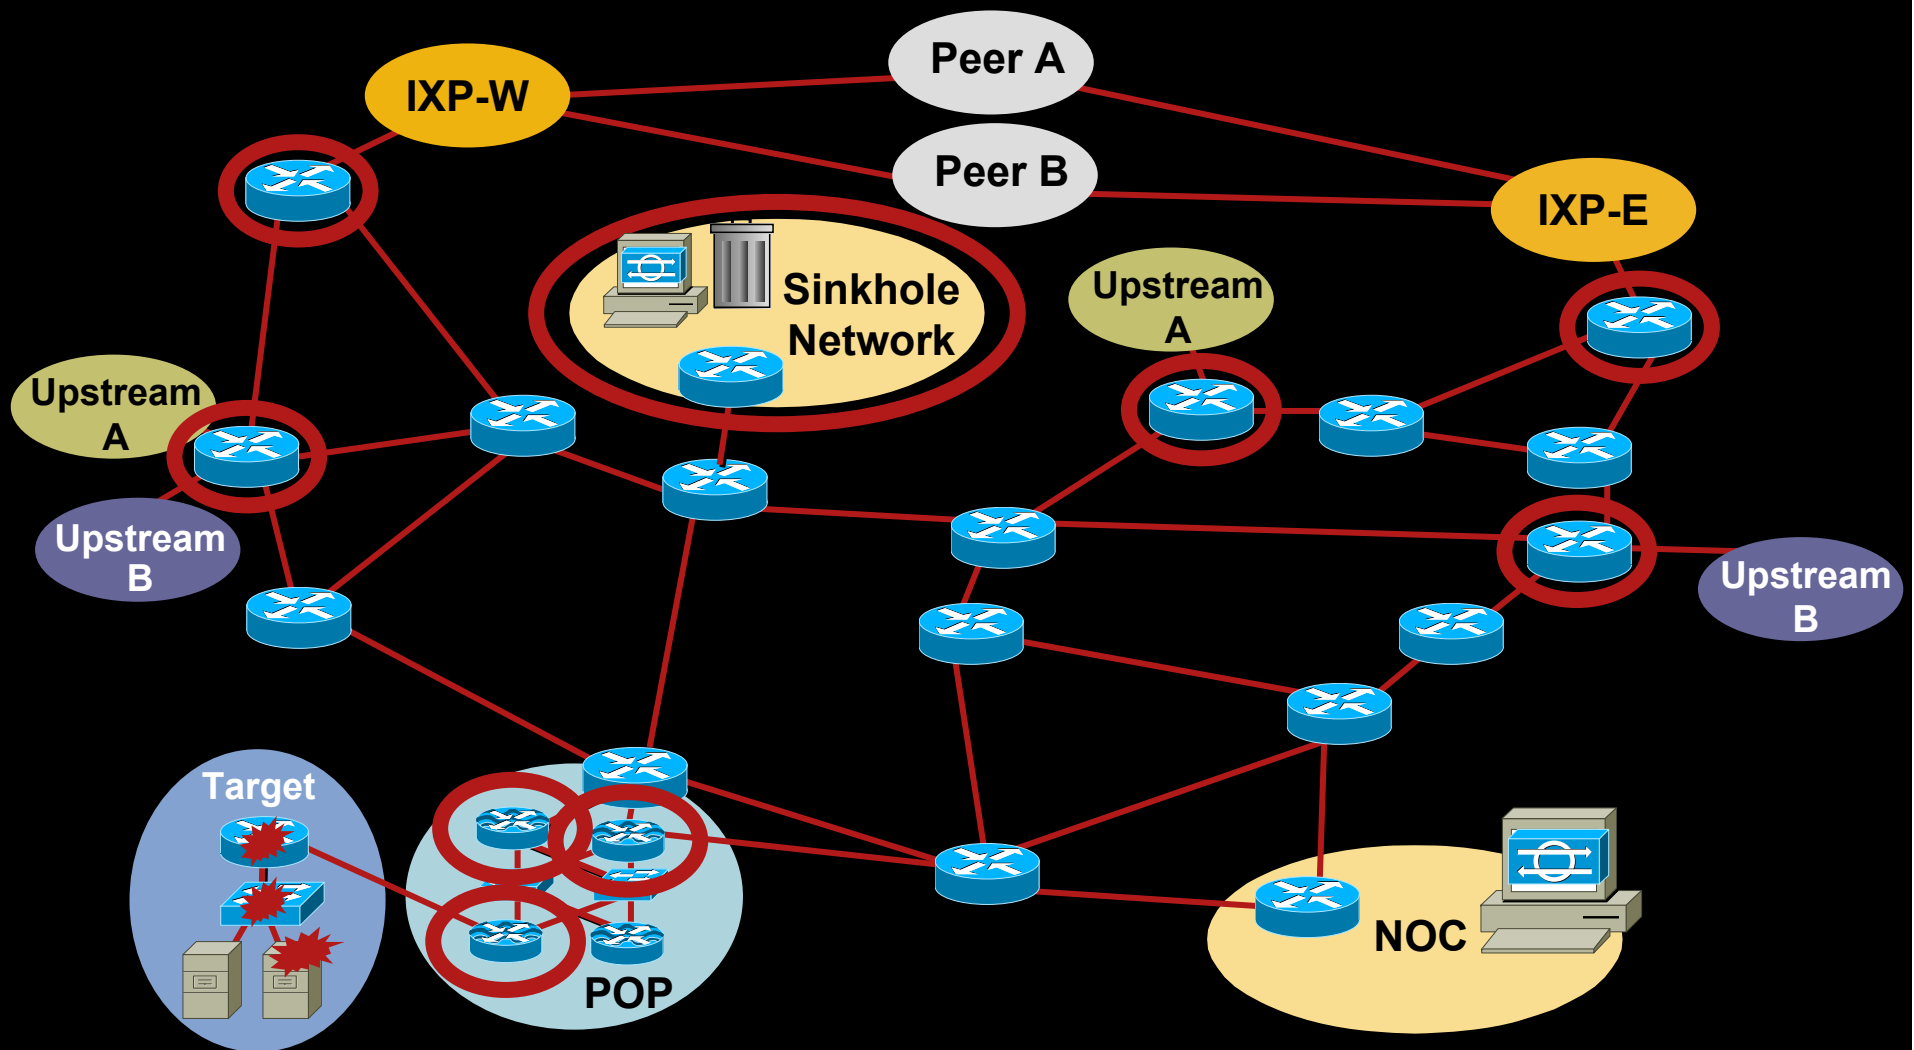 Peer A
IXP-W
Peer B
IXP-E
Sinkhole
Network
Upstream
A
Upstream
A
Upstream
B
Upstream
B
Target
NOC
POP